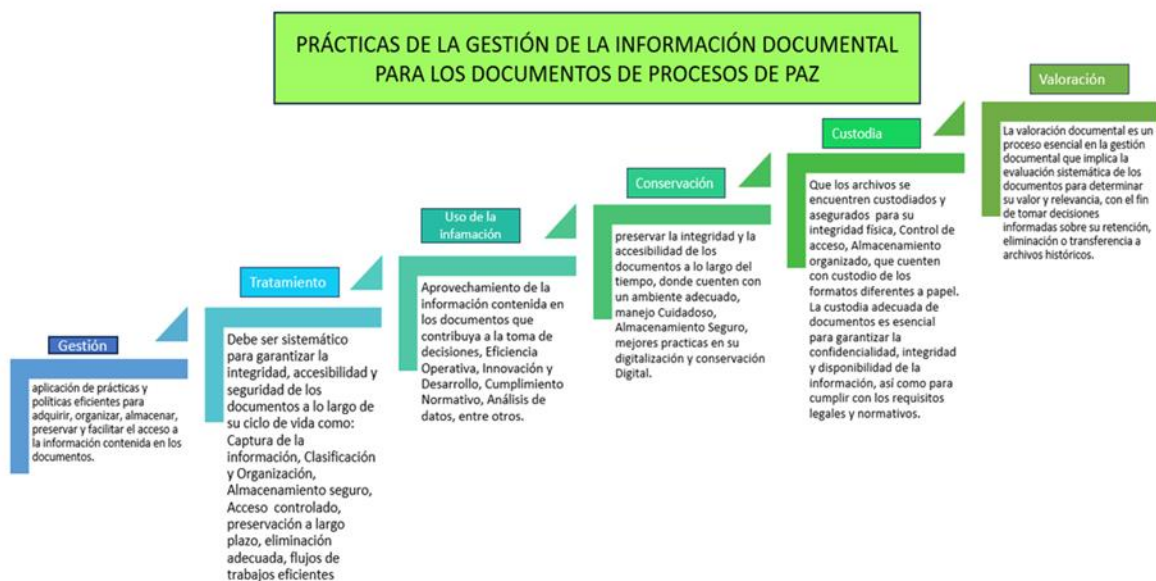 PRÁCTICAS DE LA GESTIÓN DE LA INFORMACIÓN DOCUMENTAL
PARA LOS DOCUMENTOS DE PROCESOS DE PAZ
Gestión
aplicación de prácticas y
políticas eficientes para
adquirir, organizar, almacenar,
preservar y facilitar el acceso a
la información contenida en los
documentos.
Tratamiento
Debe ser sistemático
para garantizar la
integridad, accesibilidad y
seguridad de los
documentos a lo largo de
su ciclo de vida como:
Captura de la
información, Clasificación
y Organización,
Almacenamiento seguro,
Acceso controlado,
preservación a largo
plazo, eliminación
adecuada, flujos de
trabajos eficientes
Uso de la
infamación
Aprovechamiento de la
información contenida en
los documentos que
contribuya a la toma de
decisiones, Eficiencia
Operativa, Innovación y
Desarrollo, Cumplimiento
Normativo, Análisis de
datos, entre otros.
Conservación
preservar la integridad y la
accesibilidad de los
documentos a lo largo del
tiempo, donde cuenten con
un ambiente adecuado,
manejo Cuidadoso,
Almacenamiento Seguro,
mejores practicas en su
digitalización y conservación
Digital.
Custodia
Que los archivos se
encuentren custodiados y
asegurados para su
integridad física, Control de
acceso, Almacenamiento
organizado, que cuenten
con custodio de los
formatos diferentes a papel.
La custodia adecuada de
documentos es esencial
para garantizar la
confidencialidad, integridad
y disponibilidad de la
información, así como para
cumplir con los requisitos
legales y normativos.
Valoración
La valoración documental es un
proceso esencial en la gestión
documental que implica la
evaluación sistemática de los
documentos para determinar
su valor y relevancia, con el fin
de tomar decisiones
informadas sobre su retención,
eliminación o transferencia a
archivos históricos.